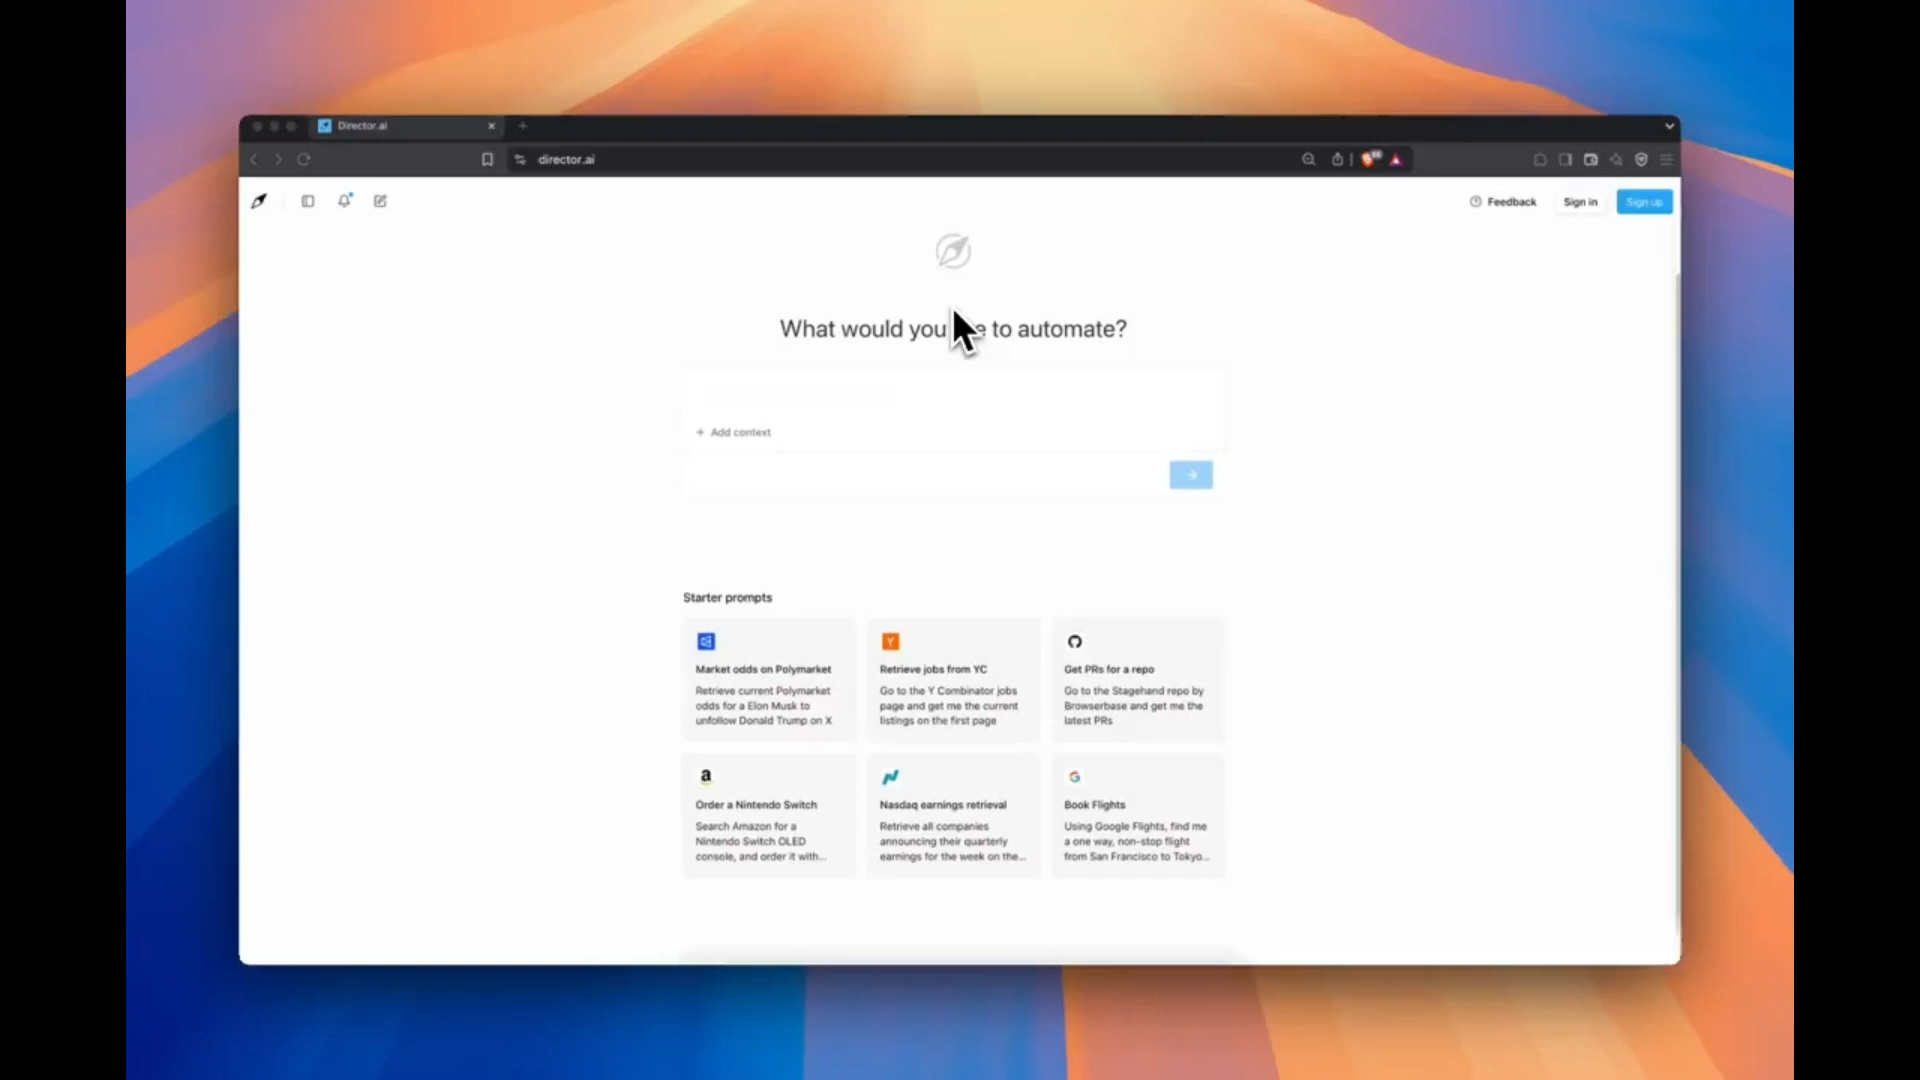 Director.ai
director.ai
Feedback
Sign in
Sign up
What would you e to automate?
+ Add context
Starter prompts
Market odds on Polymarket
Retrieve current Polymarket
odds for a Elon Musk to
unfollow Donald Trump on X
Y
Retrieve jobs from YC
Go to the Y Combinator jobs
page and get me the current
listings on the first page
Get PRs for a repo
Go to the Stagehand repo by
Browserbase and get me the
latest PRs
a
Order a Nintendo Switch
Search Amazon for a
Nintendo Switch OLED
console, and order it with...
Nasdaq earnings retrieval
Retrieve all companies
announcing their quarterly
earnings for the week on the...
G
Book Flights
Using Google Flights, find me
a one way, non-stop flight
from San Francisco to Tokyo...